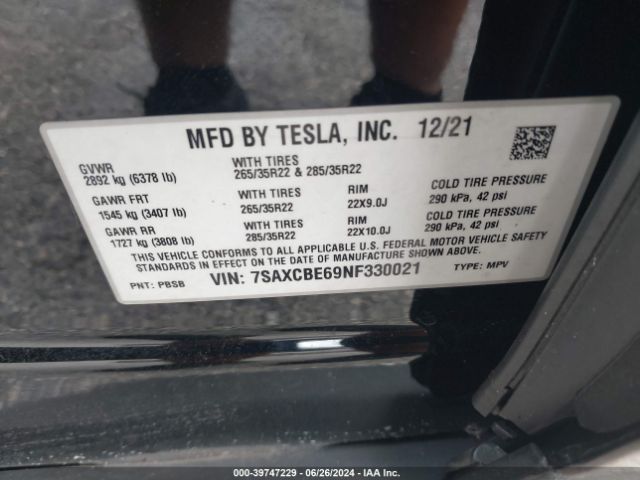 MFD BY TESLA, INC. 12/21
GVWR
2892 kg (6378 lb)
WITH TIRES
265/35R22 & 285/35R22
GAWR FRT
1545 kg (3407 lb)
WITH TIRES
265/35R22
RIM
22X9.0J
COLD TIRE PRESSURE
290 kPa, 42 psi
GAWR RR
1727 kg (3808 lb)
WITH TIRES
285/35R22
RIM
22X10.0J
COLD TIRE PRESSURE
290 kPa, 42 psi
THIS VEHICLE CONFORMS TO ALL APPLICABLE U.S. FEDERAL MOTOR VEHICLE SAFETY
STANDARDS IN EFFECT ON THE DATE OF MANUFACTURE SHOWN ABOVE.
PNT: PBSB VIN: 7SAXCBE69NF330021 TYPE: MPV
000-39747229 - 06/26/2024 - IAA Inc.